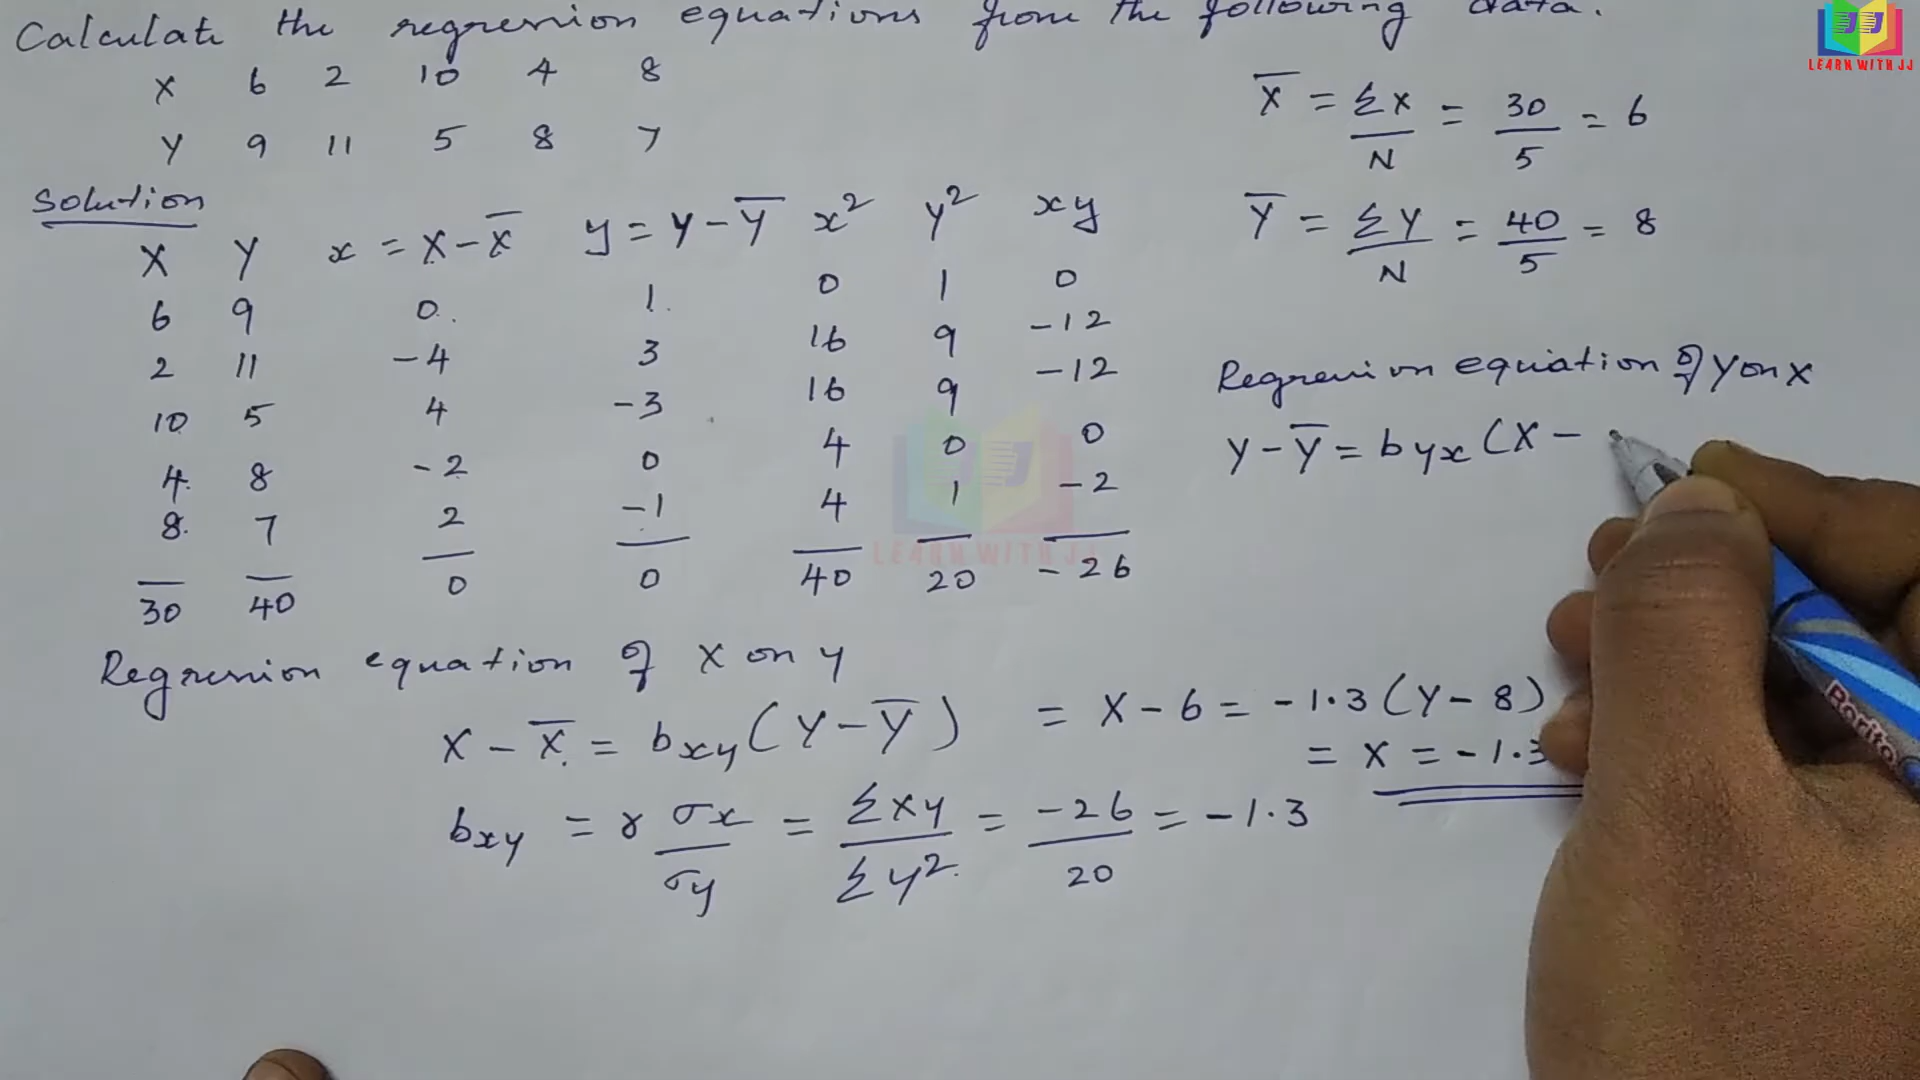 Calculate the regression equations from the following data.
X 6 2 10 4 8
Y 9 11 5 8 7
Solution
X Y x = X - X̅ y = Y - Y̅ x² y² xy
6 9 0 1 0 1 0
2 11 -4 3 16 9 -12
10 5 4 -3 16 9 -12
4 8 -2 0 4 0 0
8 7 2 -1 4 1 -2
30 40 0 0 40 20 -26
X̅ = ΣX/N = 30/5 = 6
Y̅ = ΣY/N = 40/5 = 8
Regression equation of Y on X
Y - Y̅ = byx (X -
Regression equation of X on Y
X - X̅ = bxy (Y - Y̅) = X - 6 = -1.3 (Y - 8)
= X = -1.3
bxy = r σx/σy = Σxy/Σy² = -26/20 = -1.3
LEARN WITH JJ
LEARN WITH JJ